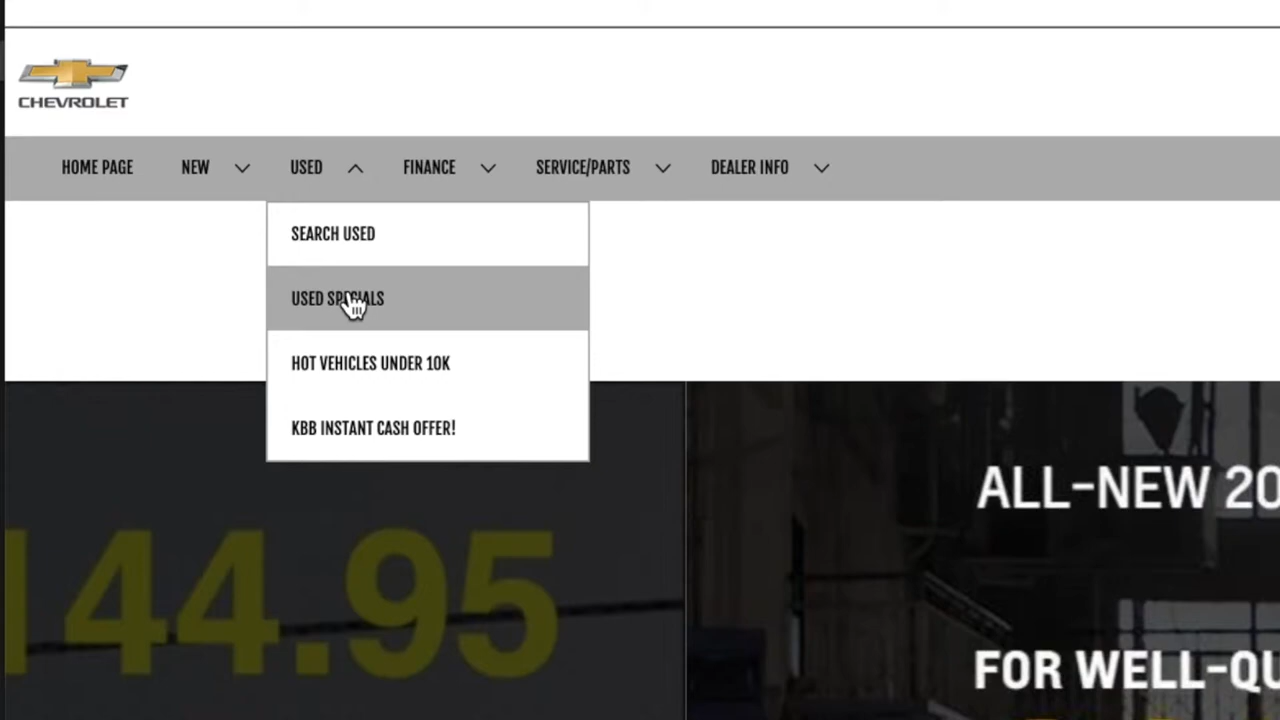 CHEVROLET
HOME PAGE NEW USED FINANCE SERVICE/PARTS DEALER INFO
SEARCH USED
USED SPECIALS
HOT VEHICLES UNDER 10K
KBB INSTANT CASH OFFER!
144.95
ALL-NEW 20
FOR WELL-QU